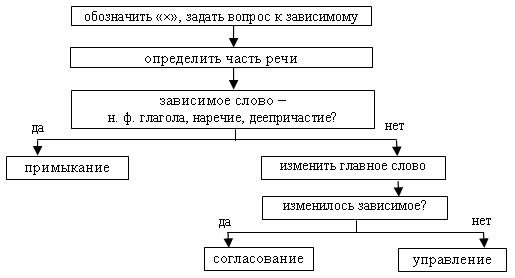 обозначить «×», задать вопрос к зависимому
определить часть речи
зависимое слово –
н. ф. глагола, наречие, деепричастие?
да
нет
примыкание
изменить главное слово
изменилось зависимое?
да
нет
согласование
управление